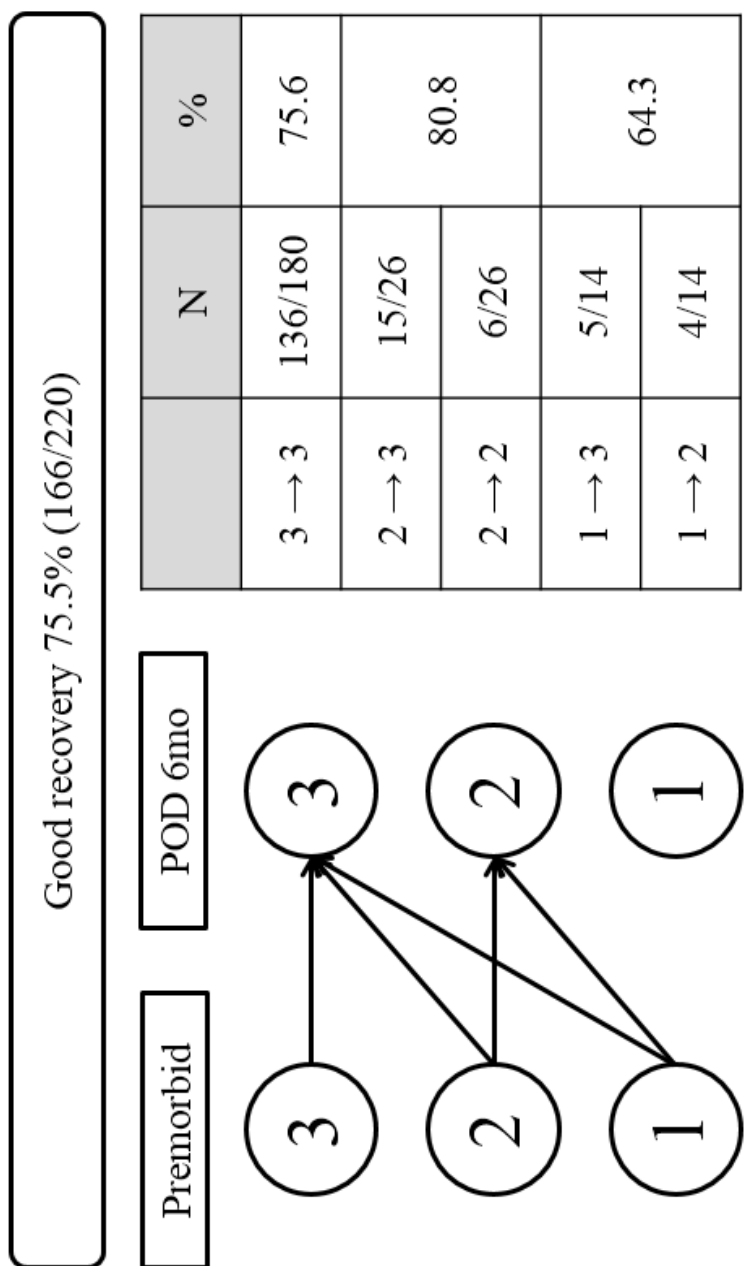 Good recovery 75.5% (166/220)
Premorbid
POD 6mo
3
3
2
2
1
1
N
%
3 → 3
136/180
75.6
2 → 3
15/26
80.8
2 → 2
6/26
1 → 3
5/14
64.3
1 → 2
4/14